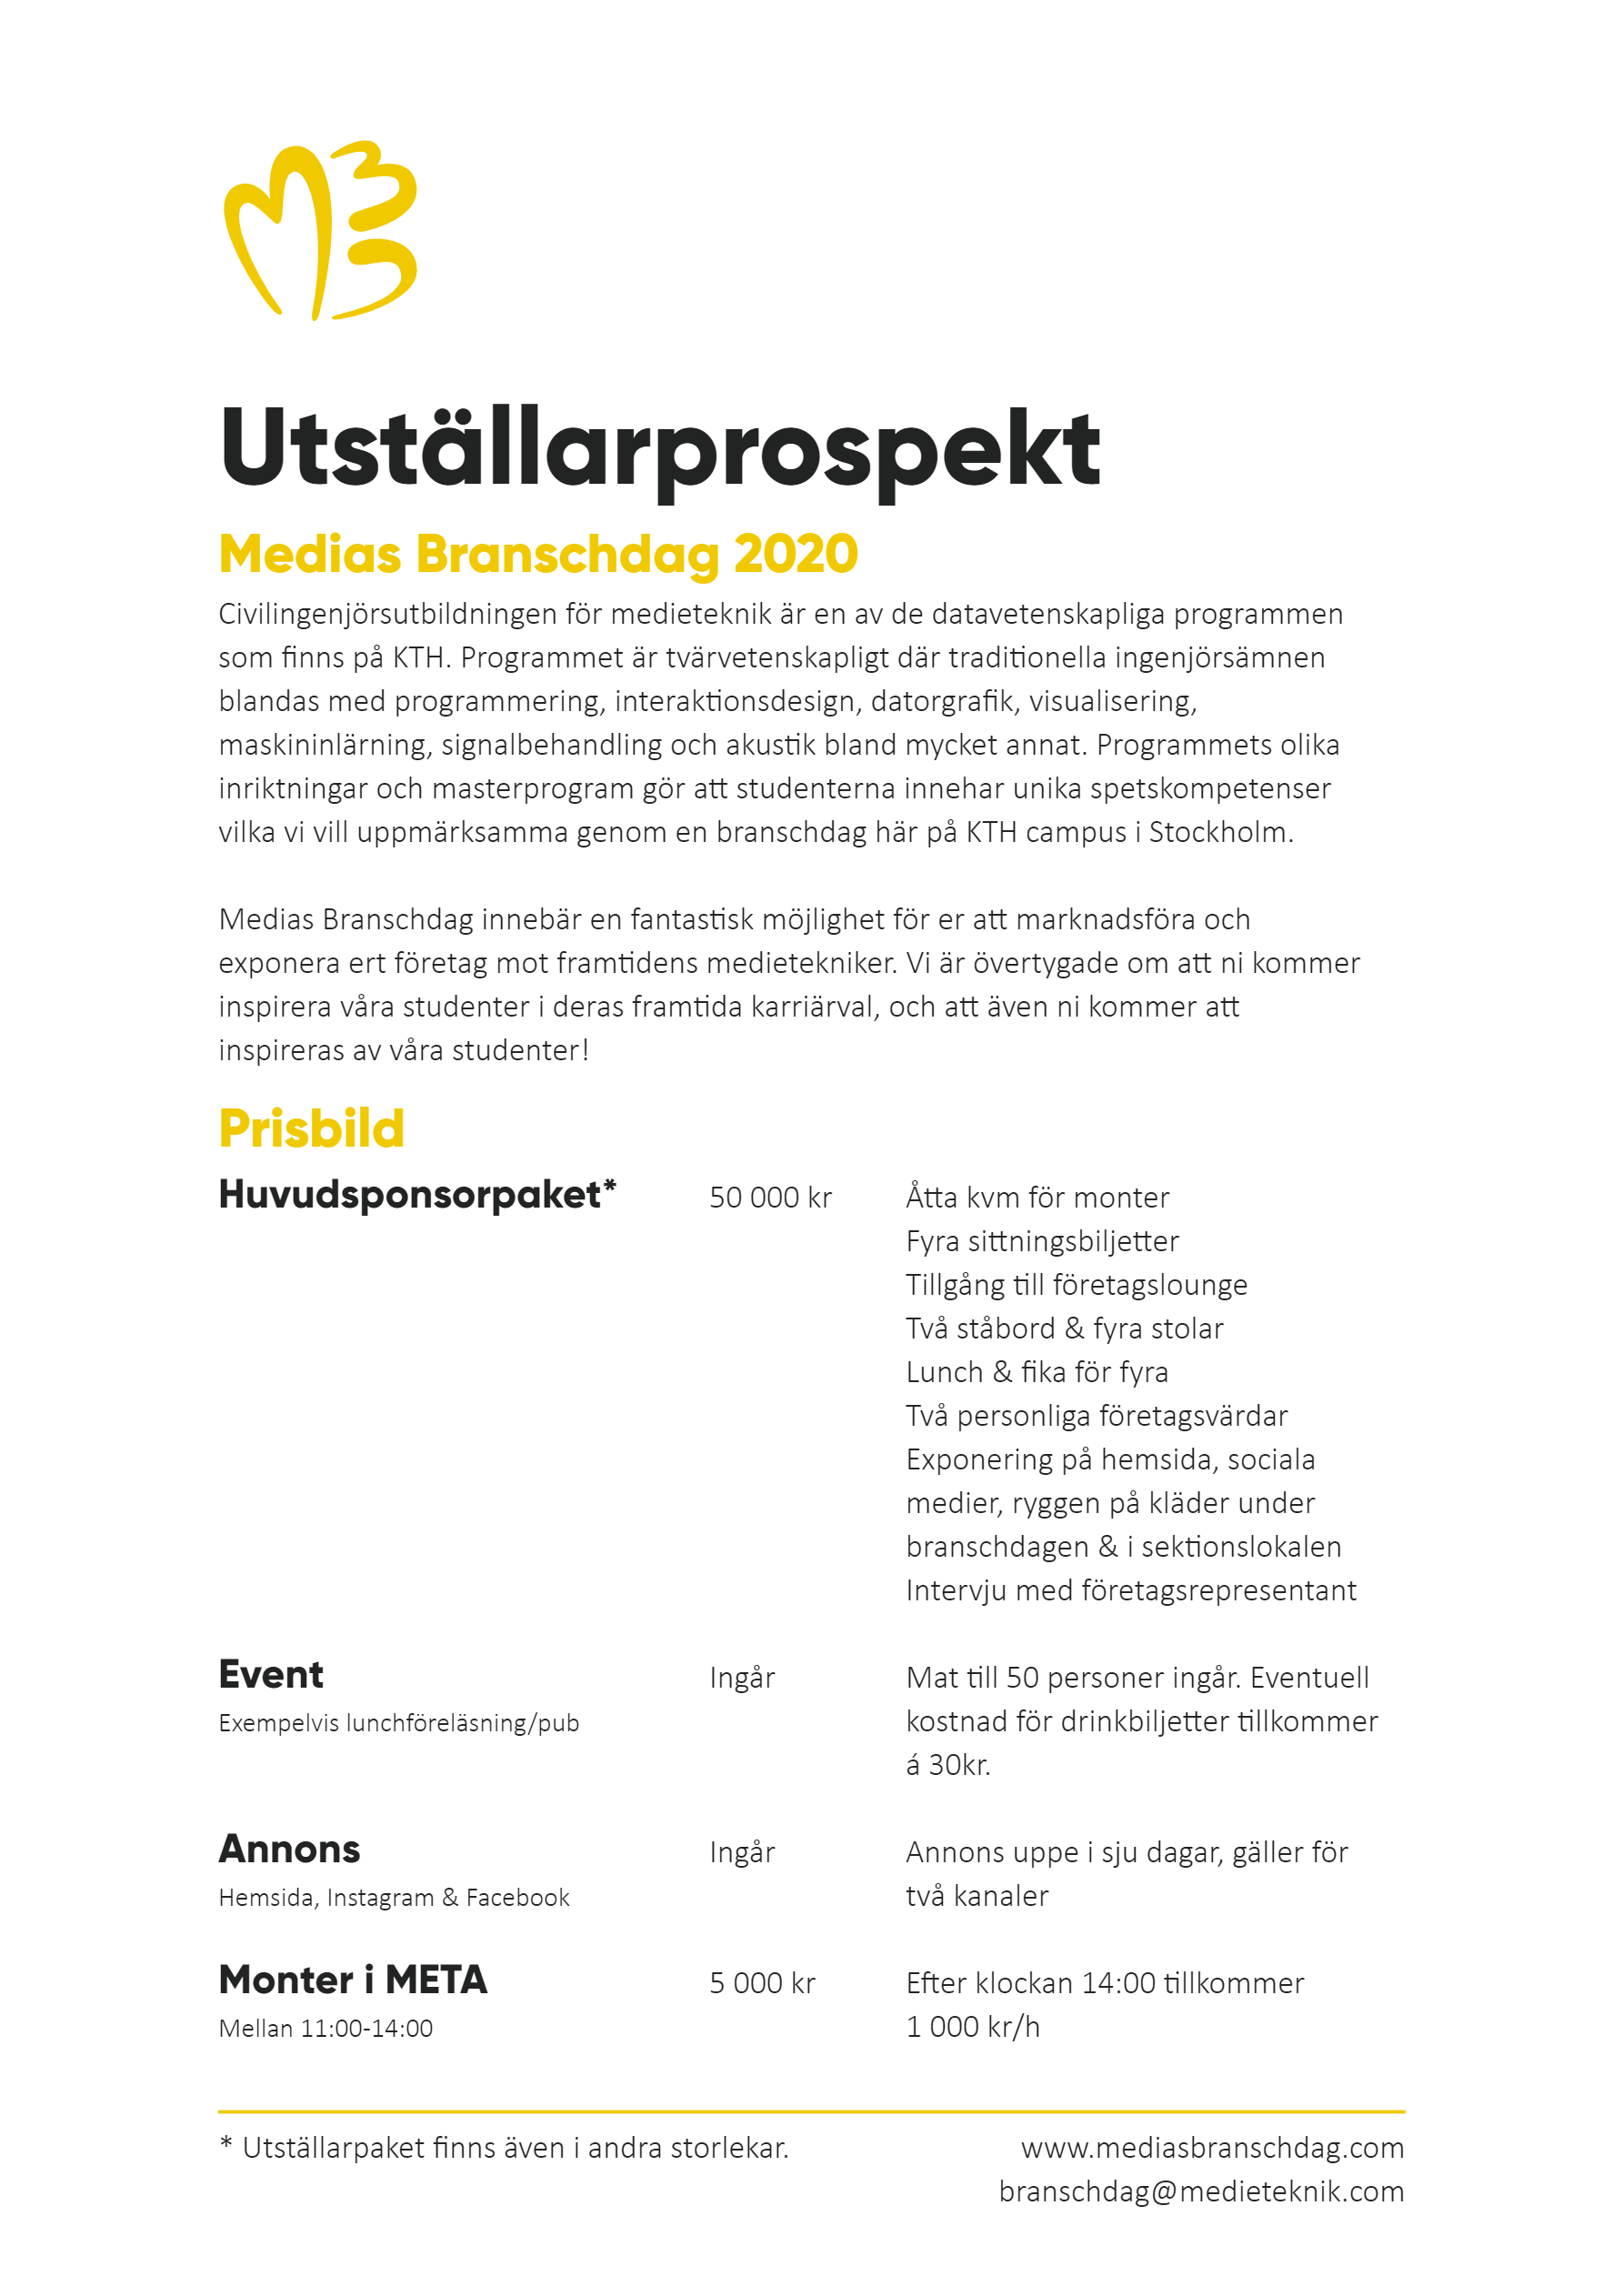 MB
Utställarprospekt
Medias Branschdag 2020
Civilingenjörsutbildningen för medieteknik är en av de datavetenskapliga programmen
som finns på KTH. Programmet är tvärvetenskapligt där traditionella ingenjörsämnen
blandas med programmering, interaktionsdesign, datorgrafik, visualisering,
maskininlärning, signalbehandling och akustik bland mycket annat. Programmets olika
inriktningar och masterprogram gör att studenterna innehar unika spetskompetenser
vilka vi vill uppmärksamma genom en branschdag här på KTH campus i Stockholm.
Medias Branschdag innebär en fantastisk möjlighet för er att marknadsföra och
exponera ert företag mot framtidens medietekniker. Vi är övertygade om att ni kommer
inspirera våra studenter i deras framtida karriärval, och att även ni kommer att
inspireras av våra studenter!
Prisbild
Huvudsponsorpaket* 50 000 kr Åtta kvm för monter
Fyra sittningsbiljetter
Tillgång till företagslounge
Två ståbord & fyra stolar
Lunch & fika för fyra
Två personliga företagsvärdar
Exponering på hemsida, sociala
medier, ryggen på kläder under
branschdagen & i sektionslokalen
Intervju med företagsrepresentant
Event Ingår Mat till 50 personer ingår. Eventuell
Exempelvis lunchföreläsning/pub kostnad för drinkbiljetter tillkommer
á 30kr.
Annons Ingår Annons uppe i sju dagar, gäller för
Hemsida, Instagram & Facebook två kanaler
Monter i META 5 000 kr Efter klockan 14:00 tillkommer
Mellan 11:00-14:00 1 000 kr/h
* Utställarpaket finns även i andra storlekar. www.mediasbranschdag.com
branschdag@medieteknik.com